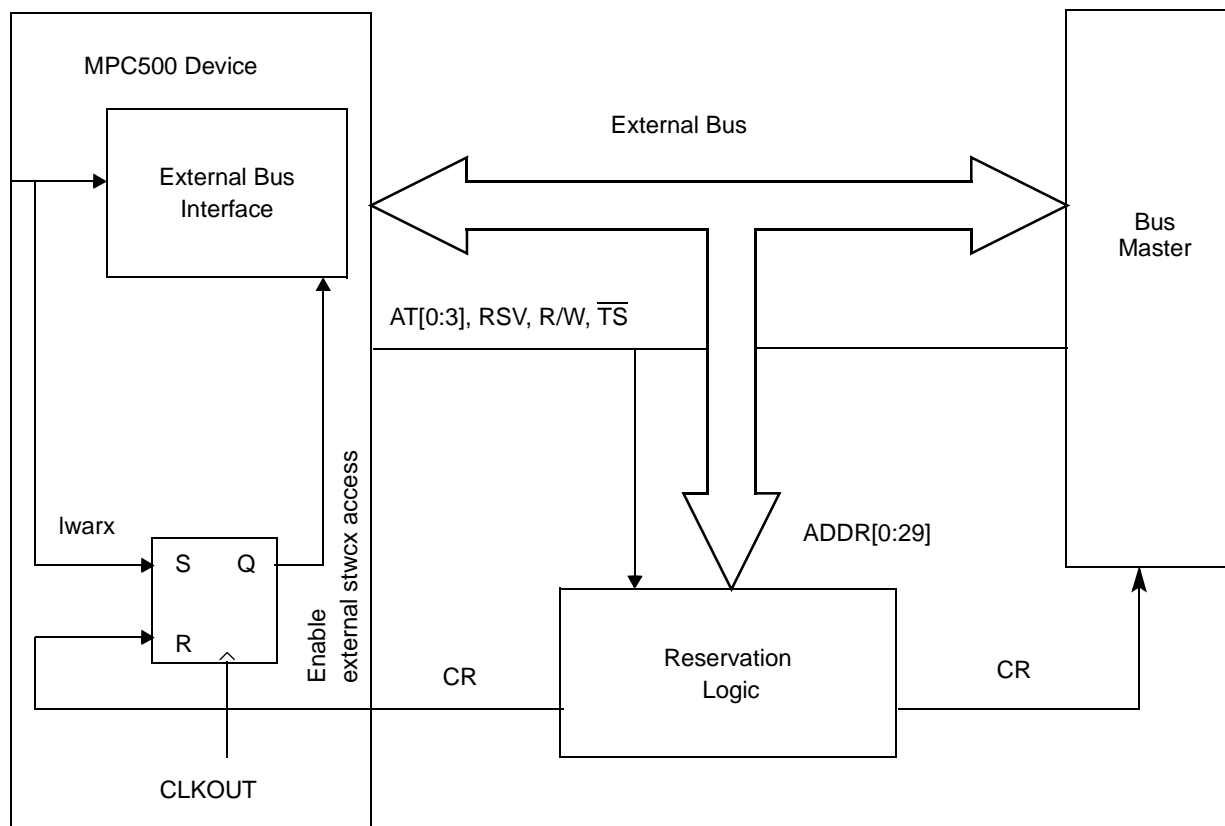 MPC500 Device
External Bus
External Bus
Interface
Bus
Master
AT[0:3], RSV, R/W, T̅S̅
Enable
external stwcx access
lwarx
ADDR[0:29]
S Q
R
Reservation
Logic
CR
CR
CLKOUT